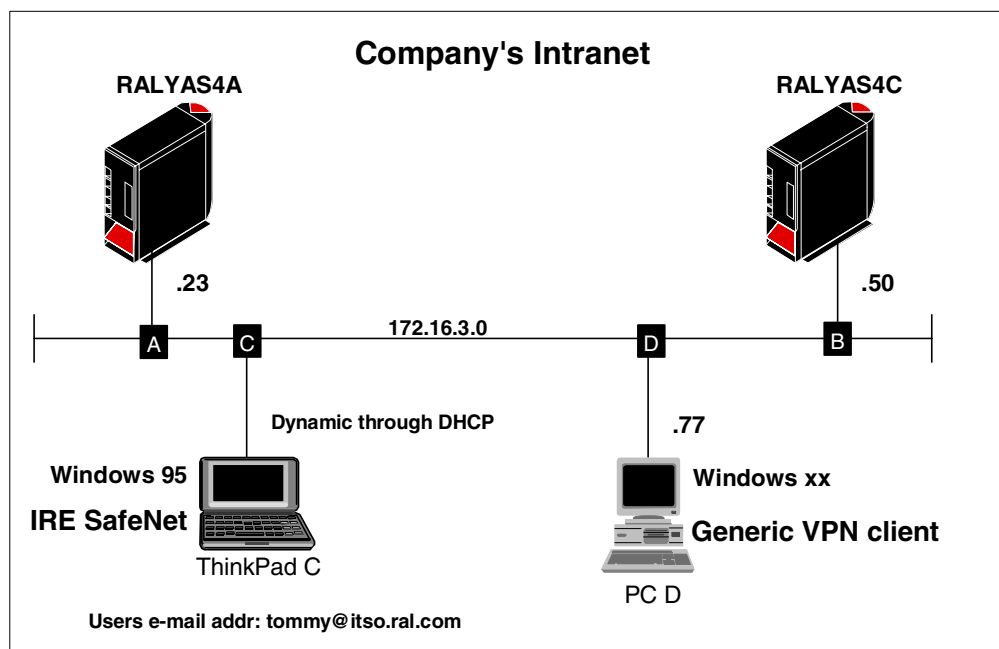 Company's Intranet
RALYAS4A
RALYAS4C
.23
.50
172.16.3.0
A
C
D
B
Dynamic through DHCP
.77
Windows 95
IRE SafeNet
ThinkPad C
Windows xx
Generic VPN client
PC D
Users e-mail addr: tommy@itso.ral.com